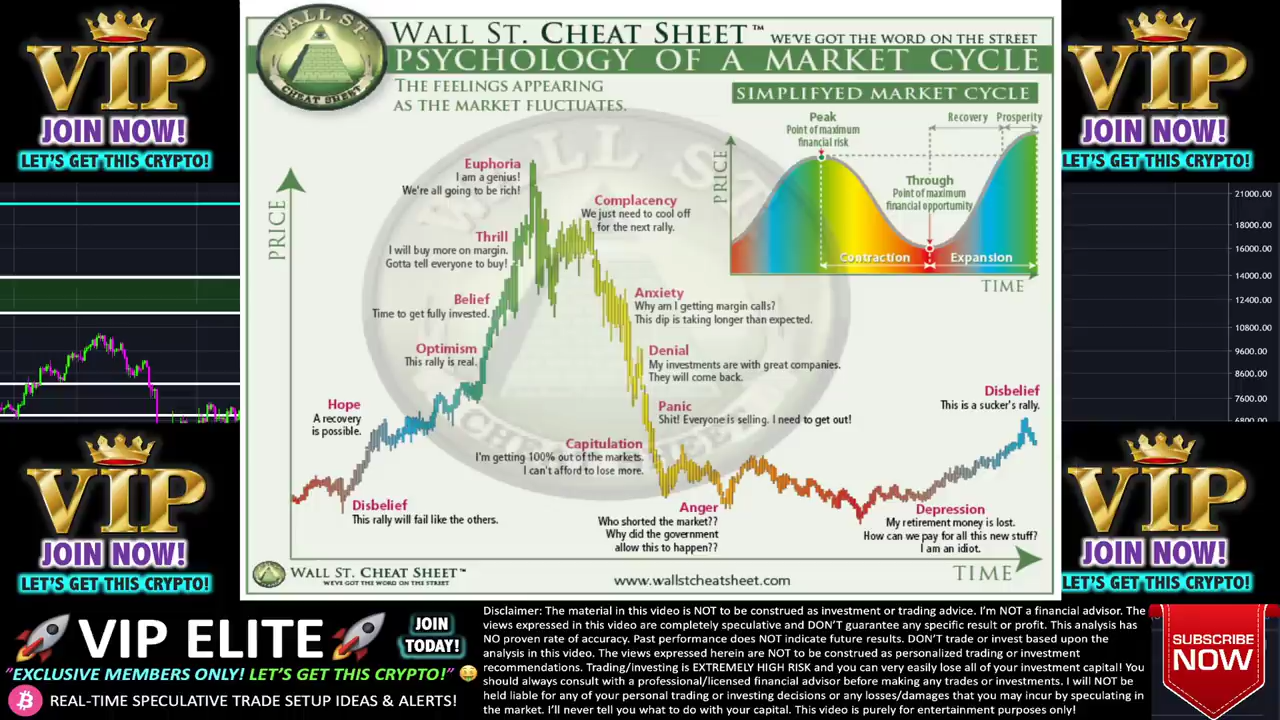 VIP
JOIN NOW!
LET'S GET THIS CRYPTO!
WALL ST.
CHEAT SHEET
WALL ST. CHEAT SHEET™ WE'VE GOT THE WORD ON THE STREET
PSYCHOLOGY OF A MARKET CYCLE
THE FEELINGS APPEARING
AS THE MARKET FLUCTUATES.
SIMPLIFYED MARKET CYCLE
Peak
Point of maximum
financial risk
Recovery Prosperity
Through
Point of maximum
financial opportunity
Contraction Expansion
PRICE
TIME
PRICE
Euphoria
I am a genius!
We're all going to be rich!
Complacency
We just need to cool off
for the next rally.
Thrill
I will buy more on margin.
Gotta tell everyone to buy!
Belief
Time to get fully invested.
Anxiety
Why am I getting margin calls?
This dip is taking longer than expected.
Optimism
This rally is real.
Denial
My investments are with great companies.
They will come back.
Hope
A recovery
is possible.
Panic
Shit! Everyone is selling. I need to get out!
Disbelief
This is a sucker's rally.
Capitulation
I'm getting 100% out of the markets.
I can't afford to lose more.
Disbelief
This rally will fail like the others.
Anger
Who shorted the market??
Why did the government
allow this to happen??
Depression
My retirement money is lost.
How can we pay for all this new stuff?
I am an idiot.
TIME
WALL ST. CHEAT SHEET™
WE'VE GOT THE WORD ON THE STREET
www.wallstcheatsheet.com
VIP
JOIN NOW!
LET'S GET THIS CRYPTO!
21000.00
18000.00
16000.00
14000.00
12400.00
10800.00
9600.00
8600.00
7600.00
6800.00
VIP
JOIN NOW!
LET'S GET THIS CRYPTO!
VIP
JOIN NOW!
LET'S GET THIS CRYPTO!
VIP ELITE
JOIN
TODAY!
"EXCLUSIVE MEMBERS ONLY! LET'S GET THIS CRYPTO!"
REAL-TIME SPECULATIVE TRADE SETUP IDEAS & ALERTS!
Disclaimer: The material in this video is NOT to be construed as investment or trading advice. I'm NOT a financial advisor. The
views expressed in this video are completely speculative and DON'T guarantee any specific result or profit. This analysis has
NO proven rate of accuracy. Past performance does NOT indicate future results. DON'T trade or invest based upon the
analysis in this video. The views expressed herein are NOT to be construed as personalized trading or investment
recommendations. Trading/investing is EXTREMELY HIGH RISK and you can very easily lose all of your investment capital! You
should always consult with a professional/licensed financial advisor before making any trades or investments. I will NOT be
held liable for any of your personal trading or investing decisions or any losses/damages that you may incur by speculating in
the market. I'll never tell you what to do with your capital. This video is purely for entertainment purposes only!
SUBSCRIBE
NOW